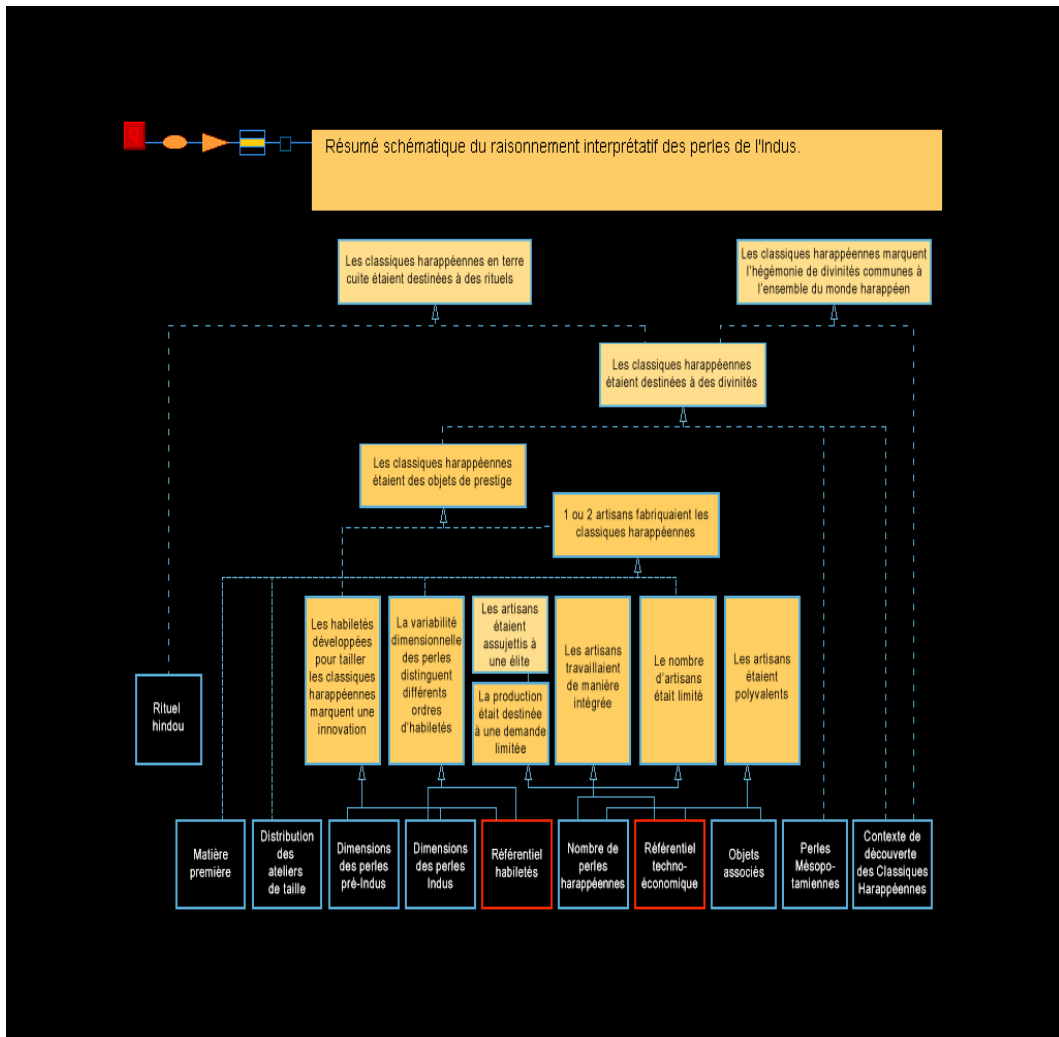 Q
Résumé schématique du raisonnement interprétatif des perles de l'Indus.
Les classiques harappéennes en terre
cuite étaient destinées à des rituels
Les classiques harappéennes marquent
l'hégémonie de divinités communes à
l'ensemble du monde harappéen
Les classiques harappéennes
étaient destinées à des divinités
Les classiques harappéennes
étaient des objets de prestige
1 ou 2 artisans fabriquaient les
classiques harappéennes
Les habiletés
développées
pour tailler
les classiques
harappéennes
marquent une
innovation
La variabilité
dimensionnelle
des perles
distinguent
différents
ordres
d'habiletés
Les artisans
étaient
assujettis à
une élite
La production
était destinée
à une demande
limitée
Les artisans
travaillaient
de manière
intégrée
Le nombre
d'artisans
était limité
Les artisans
étaient
polyvalents
Rituel
hindou
Matière
première
Distribution
des
ateliers
de taille
Dimensions
des perles
pré-Indus
Dimensions
des perles
Indus
Référentiel
habiletés
Nombre de
perles
harappéennes
Référentiel
techno-
économique
Objets
associés
Perles
Mésopo-
tamiennes
Contexte de
découverte
des Classiques
Harappéennes